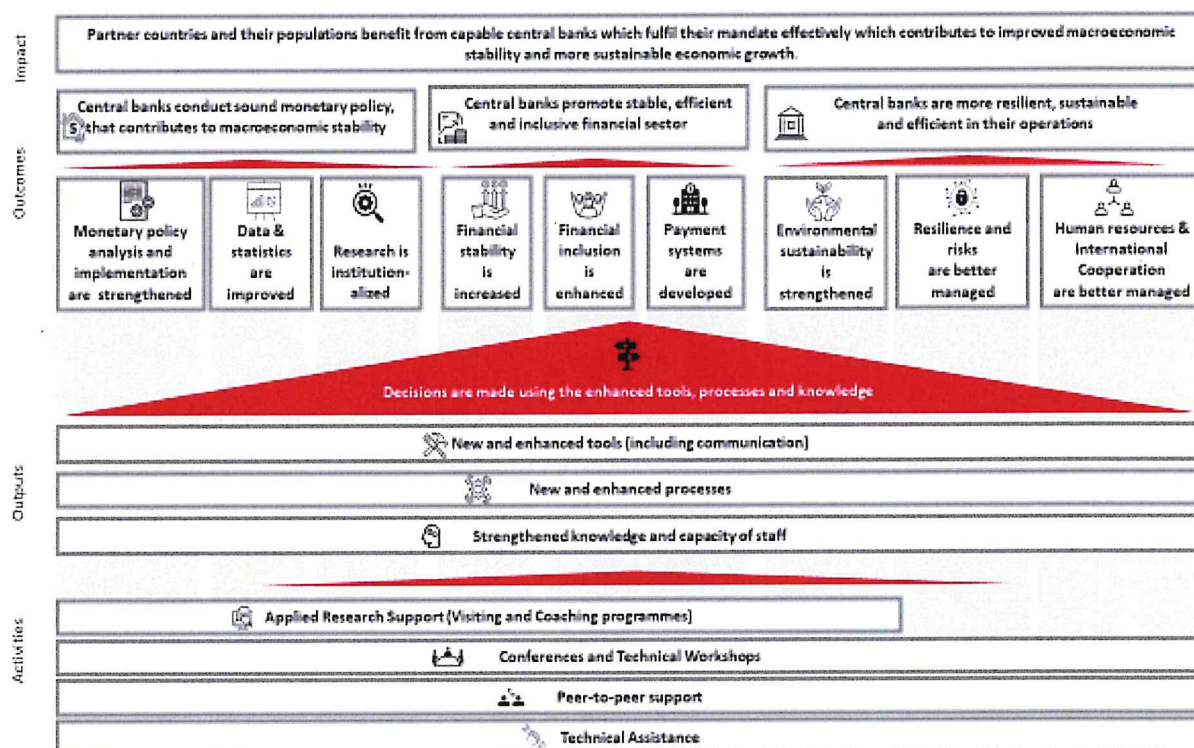 Impact
Partner countries and their populations benefit from capable central banks which fulfil their mandate effectively which contributes to improved macroeconomic
stability and more sustainable economic growth.
Outcomes
Central banks conduct sound monetary policy,
that contributes to macroeconomic stability
Central banks promote stable, efficient
and inclusive financial sector
Central banks are more resilient, sustainable
and efficient in their operations
Monetary policy
analysis and
implementation
are strengthened
Data &
statistics
are
improved
Research is
institution-
alized
Financial
stability
is
increased
Financial
inclusion
is
enhanced
Payment
systems
are
developed
Environmental
sustainability
is
strengthened
Resilience and
risks
are better
managed
Human resources &
International
Cooperation
are better managed
Decisions are made using the enhanced tools, processes and knowledge
Outputs
New and enhanced tools (including communication)
New and enhanced processes
Strengthened knowledge and capacity of staff
Activities
Applied Research Support (Visiting and Coaching programmes)
Conferences and Technical Workshops
Peer-to-peer support
Technical Assistance